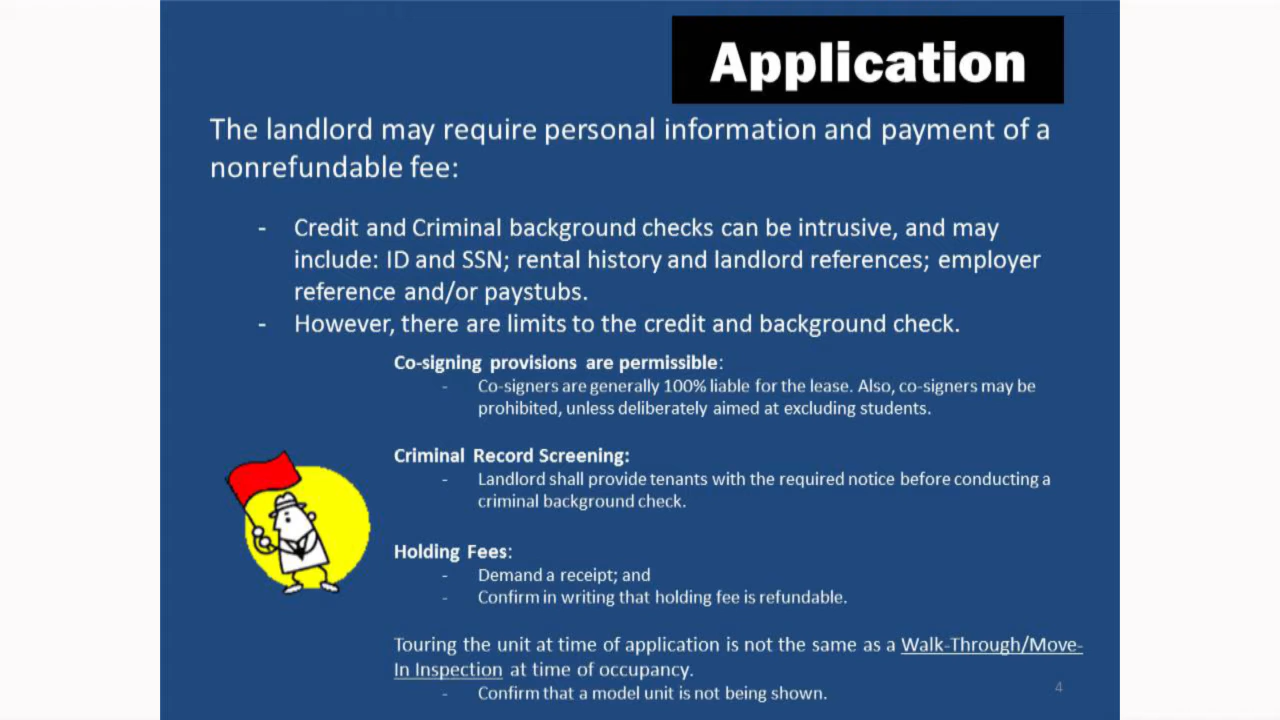 Application
The landlord may require personal information and payment of a
nonrefundable fee:
- Credit and Criminal background checks can be intrusive, and may
include: ID and SSN; rental history and landlord references; employer
reference and/or paystubs.
- However, there are limits to the credit and background check.
Co-signing provisions are permissible:
- Co-signers are generally 100% liable for the lease. Also, co-signers may be
prohibited, unless deliberately aimed at excluding students.
Criminal Record Screening:
- Landlord shall provide tenants with the required notice before conducting a
criminal background check.
Holding Fees:
- Demand a receipt; and
- Confirm in writing that holding fee is refundable.
Touring the unit at time of application is not the same as a Walk-Through/Move-
In Inspection at time of occupancy.
- Confirm that a model unit is not being shown.
4